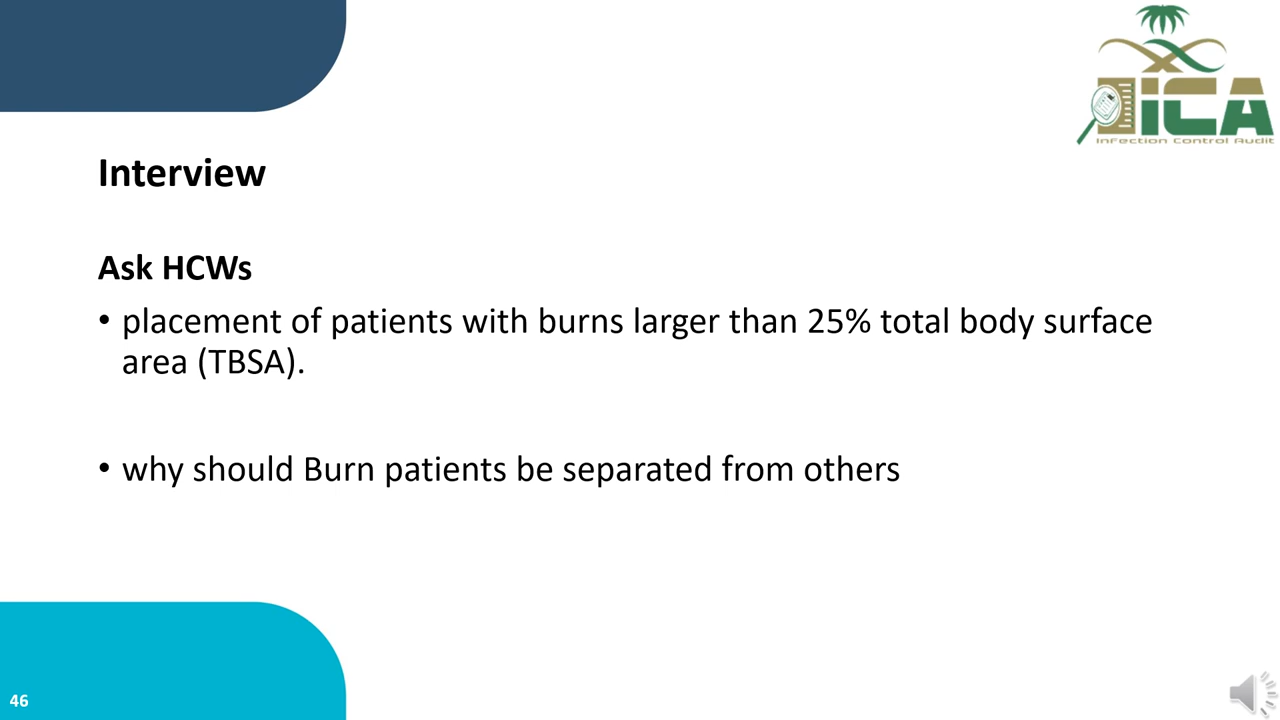 iCA
Infection Control Audit
Interview
Ask HCWs
• placement of patients with burns larger than 25% total body surface
area (TBSA).
• why should Burn patients be separated from others
46